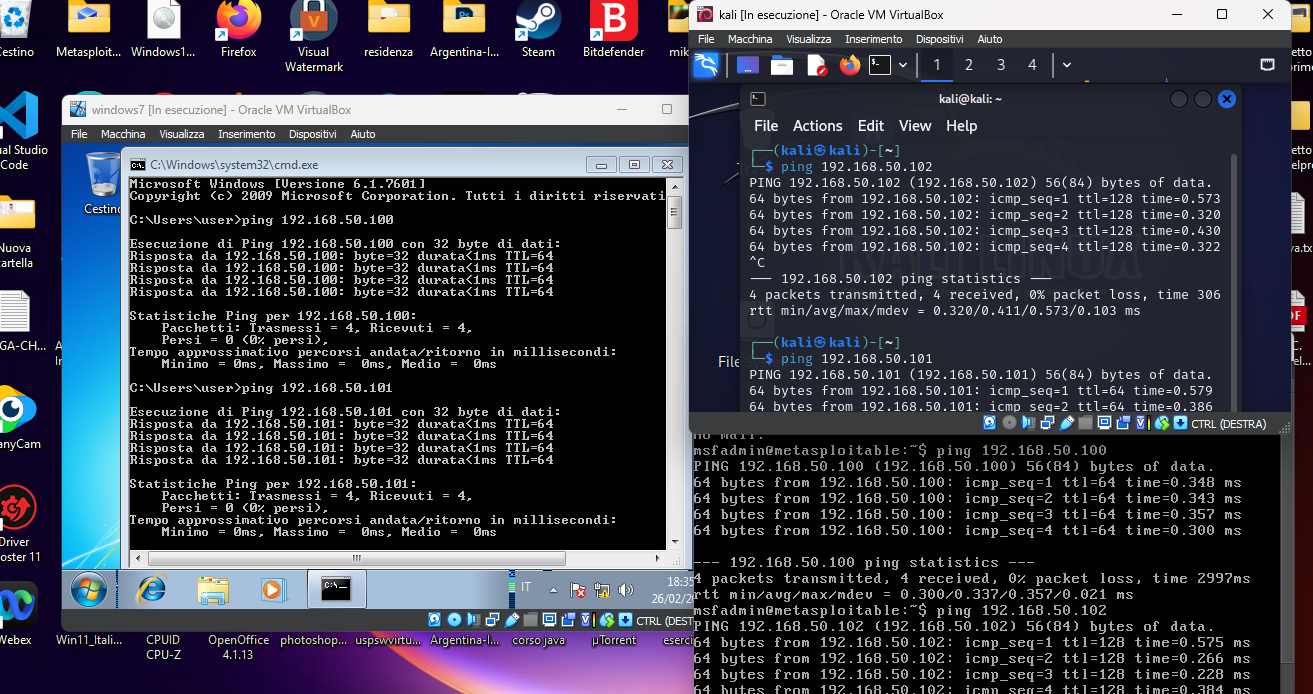 Cestino
Metasploit...
Windows1...
Firefox
Visual
Watermark
residenza
Argentina-I...
Steam
Bitdefender
mik
ual Studio
Code
Nuova
cartella
GA-CH...
anyCam
Driver
oster 11
Webex
windows7 [In esecuzione] - Oracle VM VirtualBox
File Macchina Visualizza Inserimento Dispositivi Aiuto
Cestino
C:\Windows\system32\cmd.exe
Microsoft Windows [Versione 6.1.7601]
Copyright (c) 2009 Microsoft Corporation. Tutti i diritti riservati
C:\Users\user>ping 192.168.50.100
Esecuzione di Ping 192.168.50.100 con 32 byte di dati:
Risposta da 192.168.50.100: byte=32 durata<1ms TTL=64
Risposta da 192.168.50.100: byte=32 durata<1ms TTL=64
Risposta da 192.168.50.100: byte=32 durata<1ms TTL=64
Risposta da 192.168.50.100: byte=32 durata<1ms TTL=64
Statistiche Ping per 192.168.50.100:
Pacchetti: Trasmessi = 4, Ricevuti = 4,
Persi = 0 (0% persi),
Tempo approssimativo percorsi andata/ritorno in millisecondi:
Minimo = 0ms, Massimo = 0ms, Medio = 0ms
C:\Users\user>ping 192.168.50.101
Esecuzione di Ping 192.168.50.101 con 32 byte di dati:
Risposta da 192.168.50.101: byte=32 durata<1ms TTL=64
Risposta da 192.168.50.101: byte=32 durata<1ms TTL=64
Risposta da 192.168.50.101: byte=32 durata<1ms TTL=64
Risposta da 192.168.50.101: byte=32 durata<1ms TTL=64
Statistiche Ping per 192.168.50.101:
Pacchetti: Trasmessi = 4, Ricevuti = 4,
Persi = 0 (0% persi),
Tempo approssimativo percorsi andata/ritorno in millisecondi:
Minimo = 0ms, Massimo = 0ms, Medio = 0ms
IT
18:35
26/02/20
CTRL (DEST
Win11_Itali...
CPUID
CPU-Z
OpenOffice
4.1.13
photoshop...
uspswvirtu...
Argentina-I...
corso java
µTorrent
eserci
kali [In esecuzione] - Oracle VM VirtualBox
File Macchina Visualizza Inserimento Dispositivi Aiuto
1 2 3 4
kali@kali: ~
File Actions Edit View Help
┌──(kali㉿kali)-[~]
└─$ ping 192.168.50.102
PING 192.168.50.102 (192.168.50.102) 56(84) bytes of data.
64 bytes from 192.168.50.102: icmp_seq=1 ttl=128 time=0.573
64 bytes from 192.168.50.102: icmp_seq=2 ttl=128 time=0.320
64 bytes from 192.168.50.102: icmp_seq=3 ttl=128 time=0.430
64 bytes from 192.168.50.102: icmp_seq=4 ttl=128 time=0.322
^C
--- 192.168.50.102 ping statistics ---
4 packets transmitted, 4 received, 0% packet loss, time 306
rtt min/avg/max/mdev = 0.320/0.411/0.573/0.103 ms
┌──(kali㉿kali)-[~]
└─$ ping 192.168.50.101
PING 192.168.50.101 (192.168.50.101) 56(84) bytes of data.
64 bytes from 192.168.50.101: icmp_seq=1 ttl=64 time=0.579
64 bytes from 192.168.50.101: icmp_seq=2 ttl=64 time=0.386
File
CTRL (DESTRA)
No mail.
msfadmin@metasploitable:~$ ping 192.168.50.100
PING 192.168.50.100 (192.168.50.100) 56(84) bytes of data.
64 bytes from 192.168.50.100: icmp_seq=1 ttl=64 time=0.348 ms
64 bytes from 192.168.50.100: icmp_seq=2 ttl=64 time=0.343 ms
64 bytes from 192.168.50.100: icmp_seq=3 ttl=64 time=0.357 ms
64 bytes from 192.168.50.100: icmp_seq=4 ttl=64 time=0.300 ms
--- 192.168.50.100 ping statistics ---
4 packets transmitted, 4 received, 0% packet loss, time 2997ms
rtt min/avg/max/mdev = 0.300/0.337/0.357/0.021 ms
msfadmin@metasploitable:~$ ping 192.168.50.102
PING 192.168.50.102 (192.168.50.102) 56(84) bytes of data.
64 bytes from 192.168.50.102: icmp_seq=1 ttl=128 time=0.575 ms
64 bytes from 192.168.50.102: icmp_seq=2 ttl=128 time=0.266 ms
64 bytes from 192.168.50.102: icmp_seq=3 ttl=128 time=0.228 ms
64 bytes from 192.168.50.102: icmp_seq=4 ttl=128 time=0.384 ms